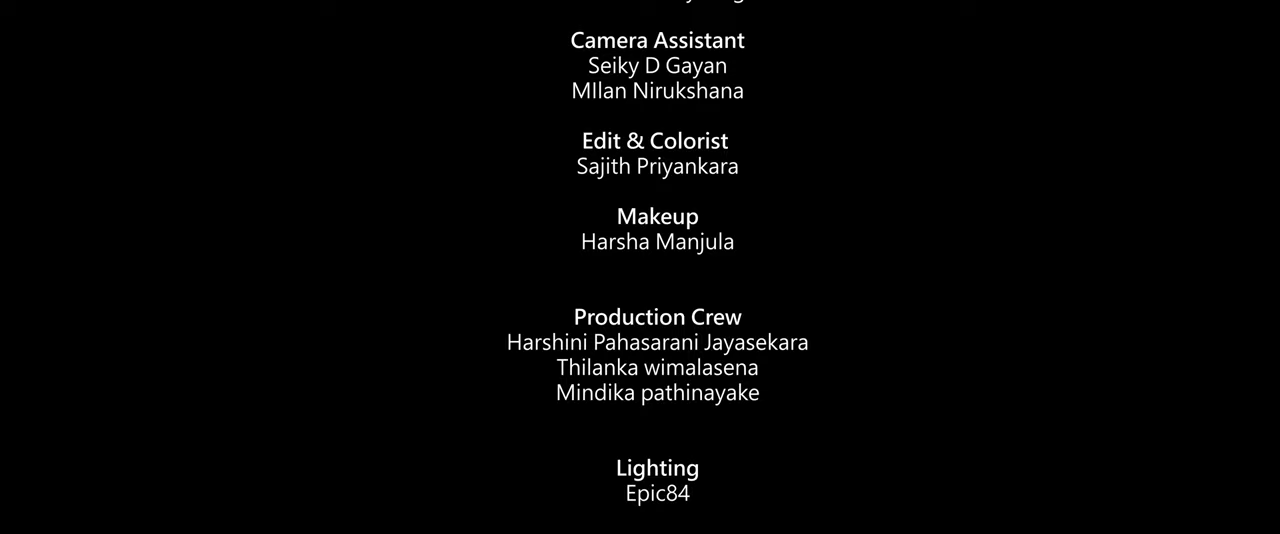 Camera Assistant
Seiky D Gayan
MIlan Nirukshana
Edit & Colorist
Sajith Priyankara
Makeup
Harsha Manjula
Production Crew
Harshini Pahasarani Jayasekara
Thilanka wimalasena
Mindika pathinayake
Lighting
Epic84